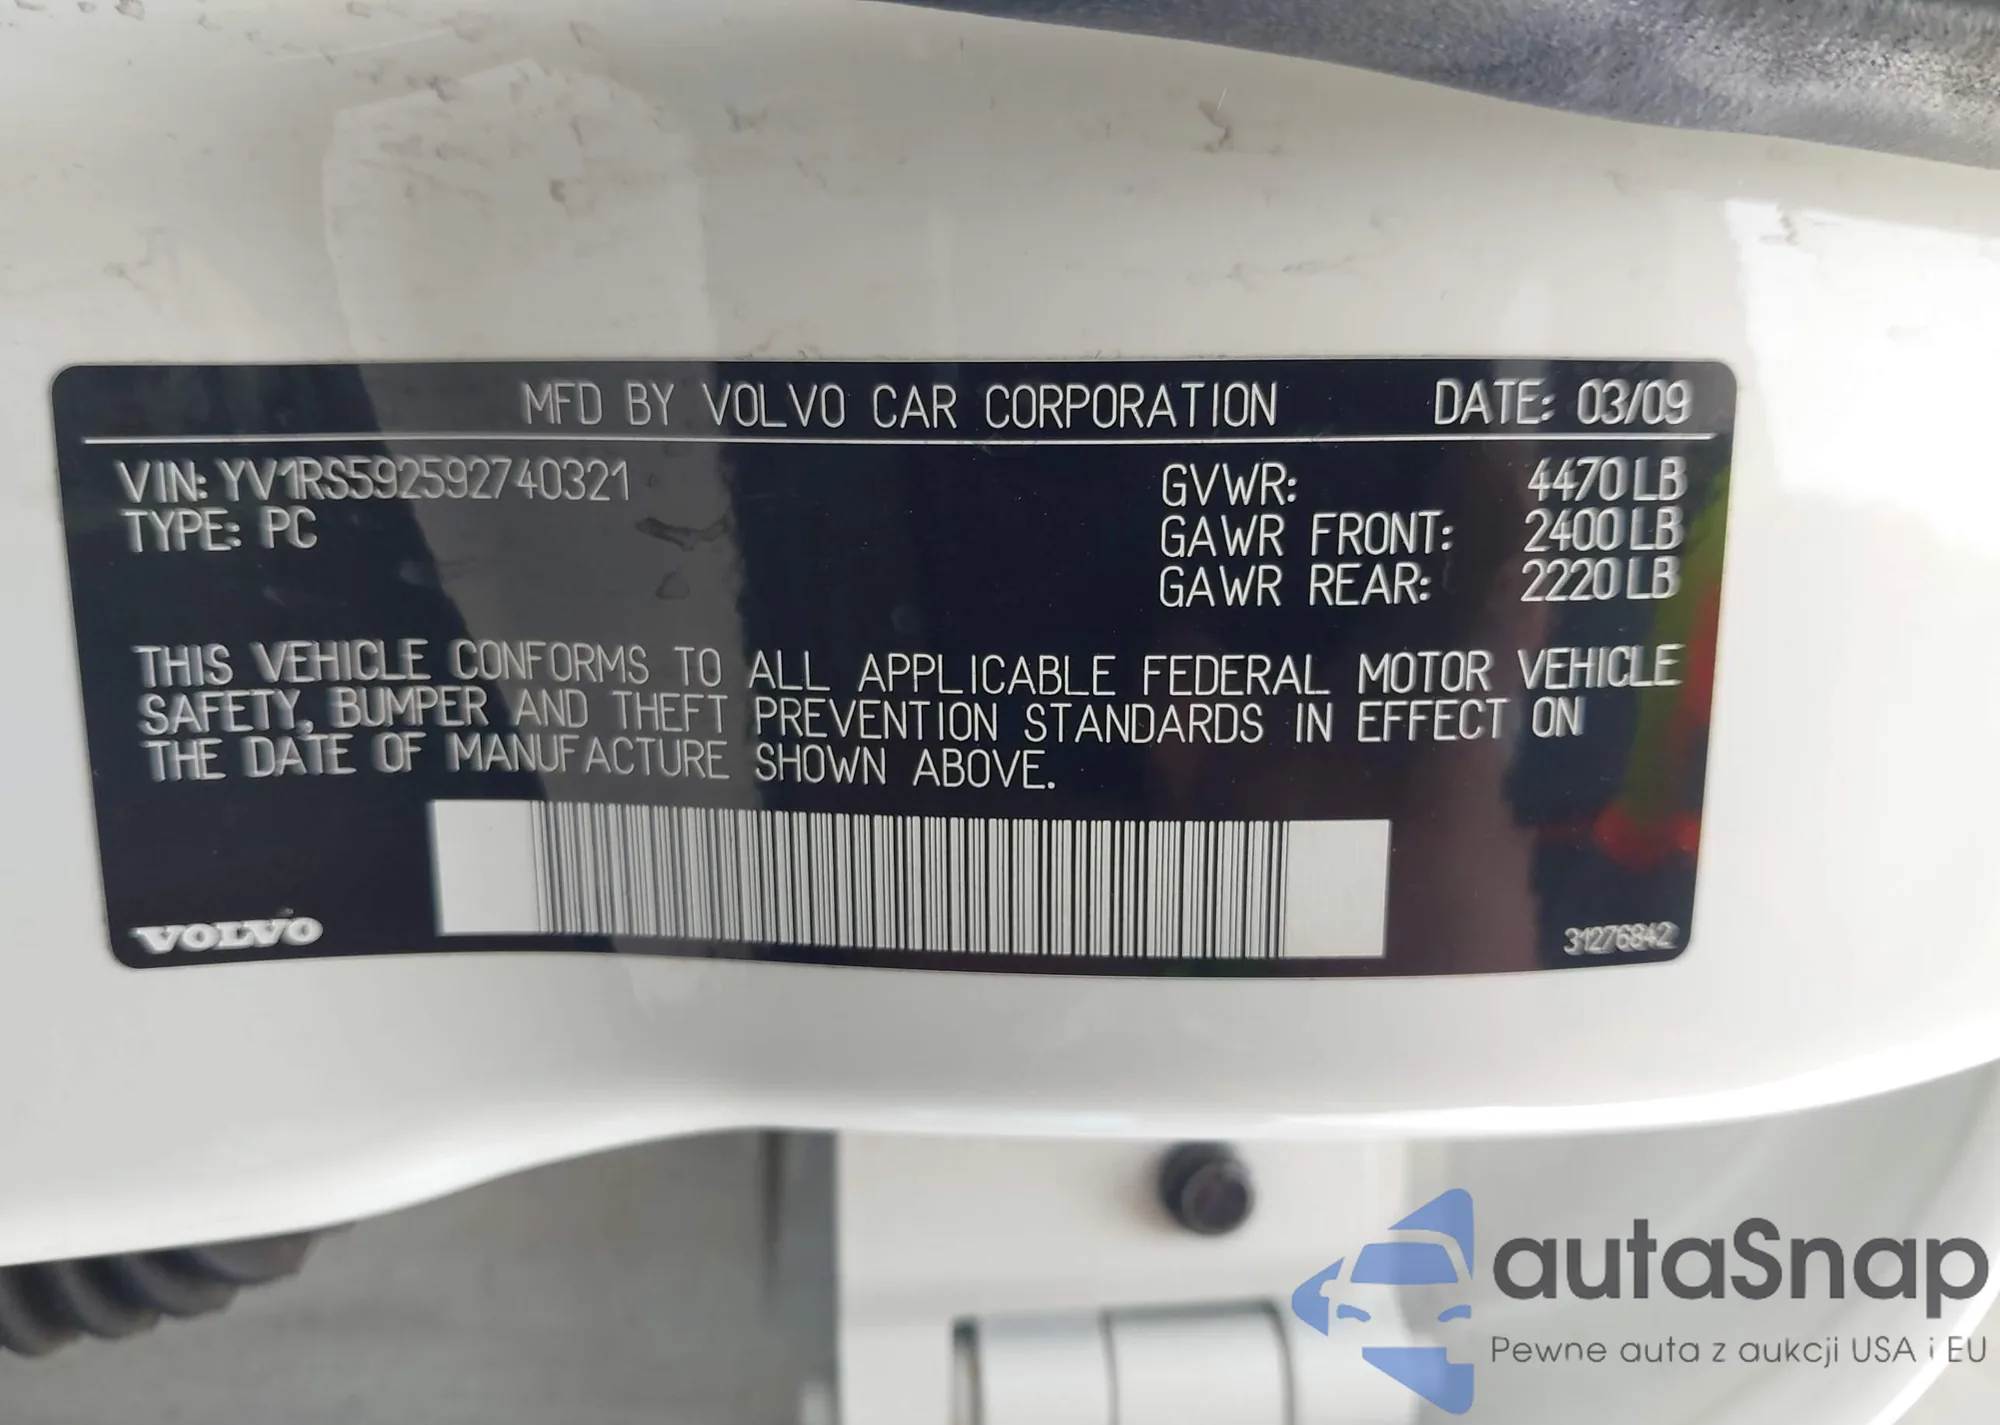 MFD BY VOLVO CAR CORPORATION DATE: 03/09
VIN: YV1RS592592740321
TYPE: PC
GVWR: 4470 LB
GAWR FRONT: 2400 LB
GAWR REAR: 2220 LB
THIS VEHICLE CONFORMS TO ALL APPLICABLE FEDERAL MOTOR VEHICLE
SAFETY, BUMPER AND THEFT PREVENTION STANDARDS IN EFFECT ON
THE DATE OF MANUFACTURE SHOWN ABOVE.
VOLVO
31276842
autaSnap
Pewne auta z aukcji USA i EU